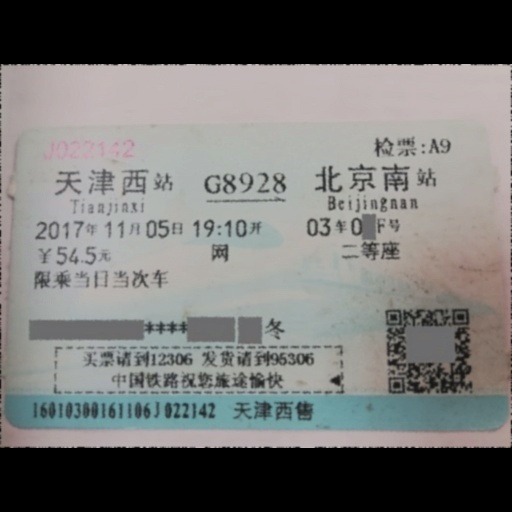 J022142
检票:A9
天津西站 G8928 北京南站
Tianjinxi Beijingnan
2017年11月05日19:10开 03车0 F号
¥54.5元 网 二等座
限乘当日当次车
**** 冬
买票请到12306 发货请到95306
中国铁路祝您旅途愉快
16010300161106J022142 天津西售